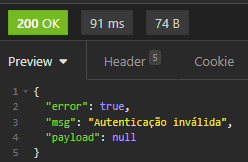 200 OK 91 ms 74 B
Preview Header 5 Cookie
1 {
2 "error": true,
3 "msg": "Autenticação inválida",
4 "payload": null
5 }